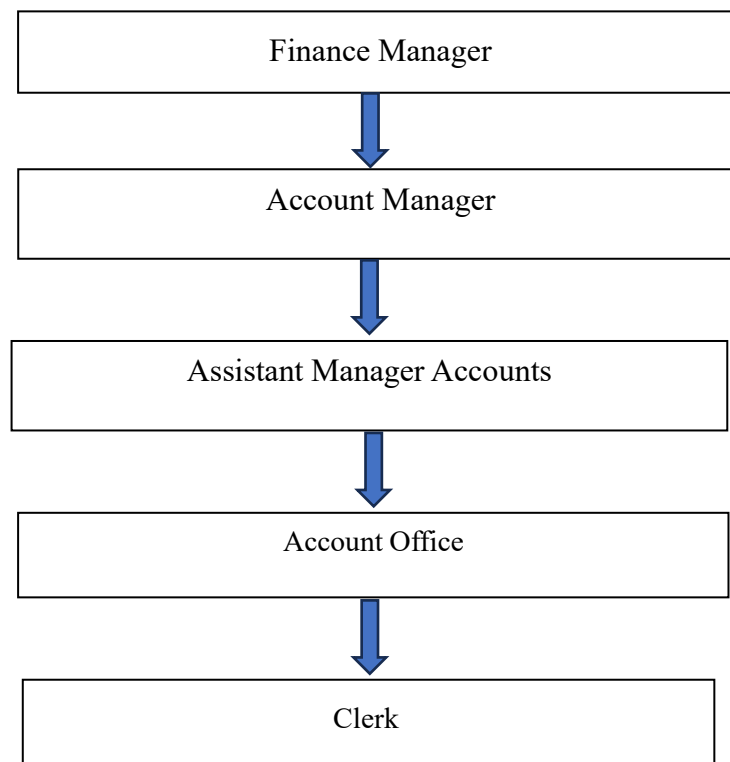 Finance Manager
Account Manager
Assistant Manager Accounts
Account Office
Clerk